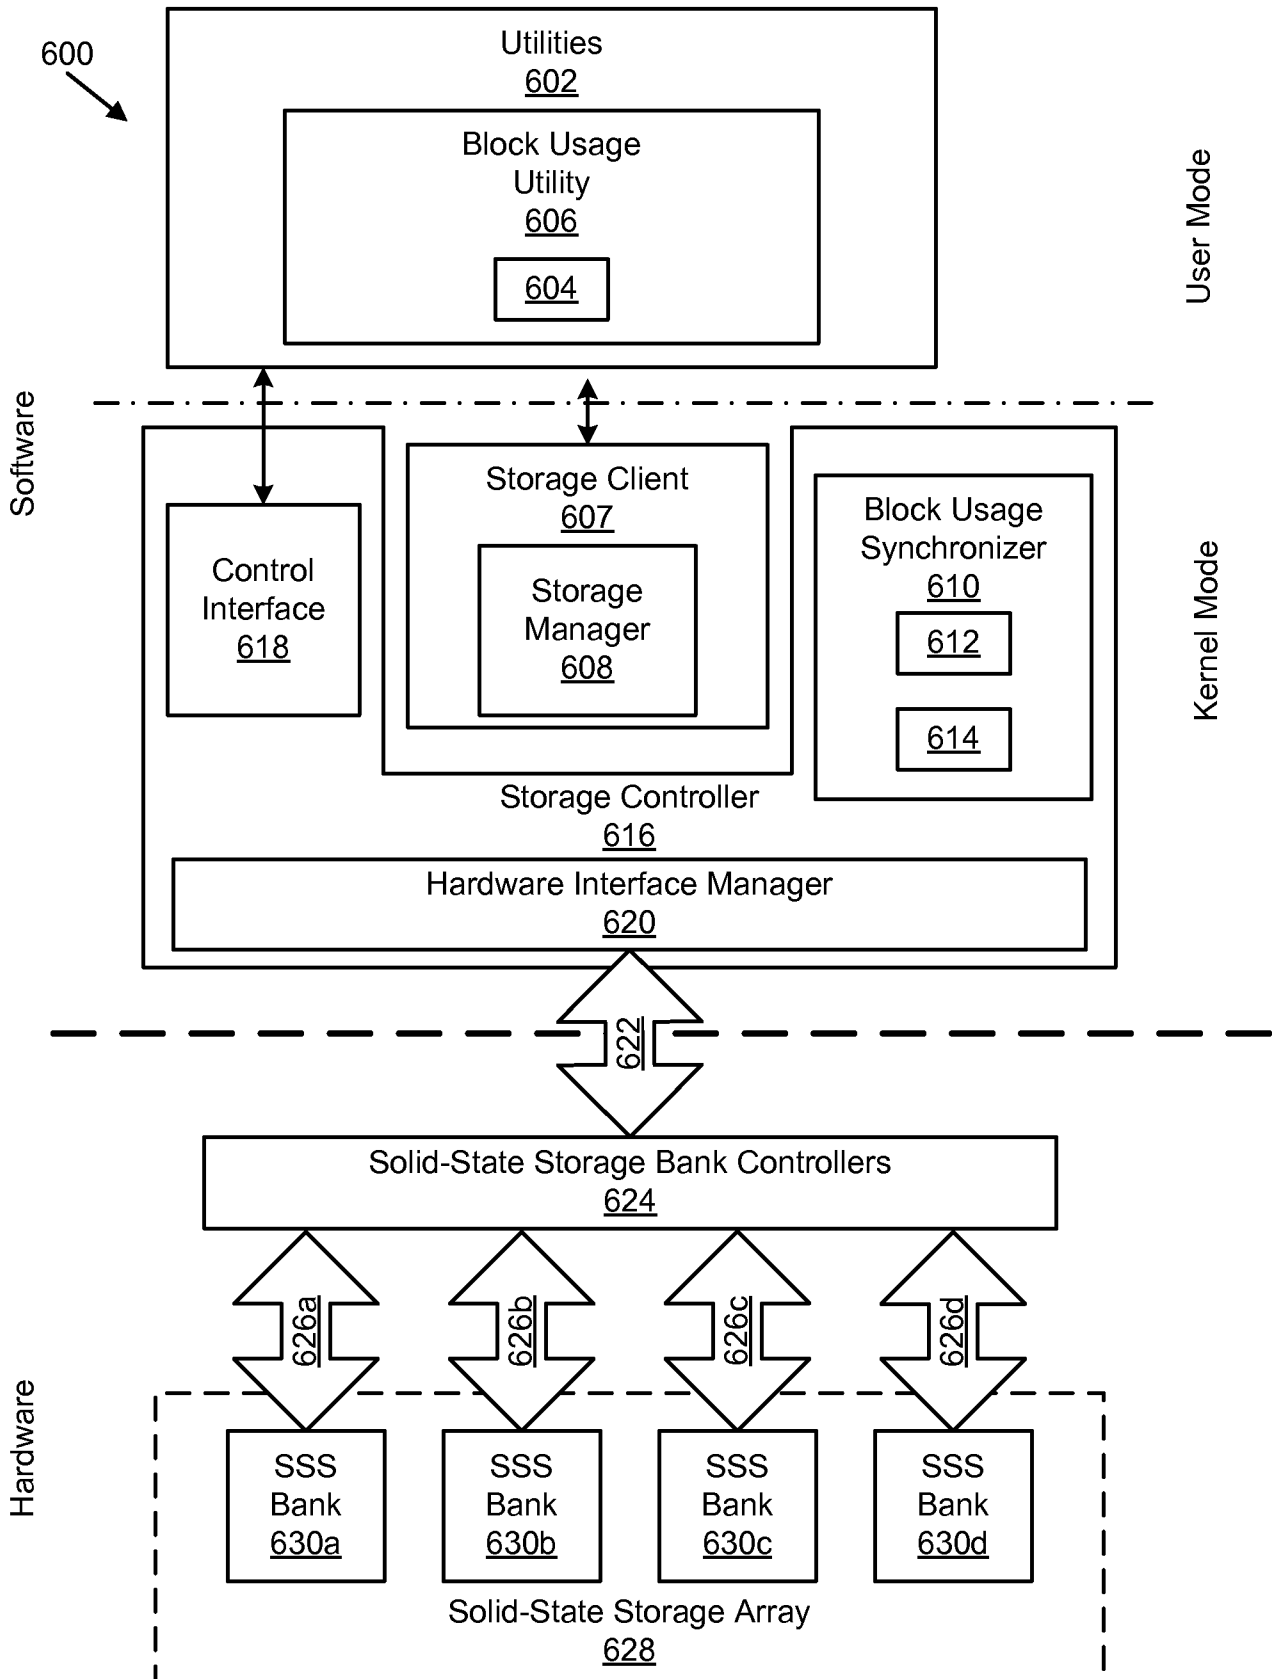 600
Utilities
602
Block Usage
Utility
606
604
User Mode
Software
Storage Client
607
Storage
Manager
608
Control
Interface
618
Block Usage
Synchronizer
610
612
614
Kernel Mode
Storage Controller
616
Hardware Interface Manager
620
622
Solid-State Storage Bank Controllers
624
626a
626b
626c
626d
Hardware
SSS
Bank
630a
SSS
Bank
630b
SSS
Bank
630c
SSS
Bank
630d
Solid-State Storage Array
628